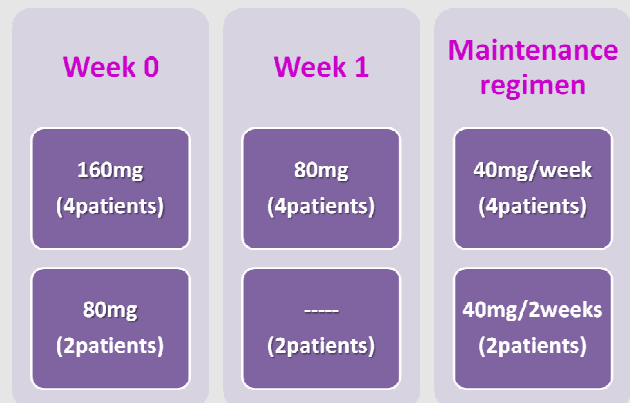 Week 0
160mg
(4patients)
80mg
(2patients)
Week 1
80mg
(4patients)
-----
(2patients)
Maintenance
regimen
40mg/week
(4patients)
40mg/2weeks
(2patients)